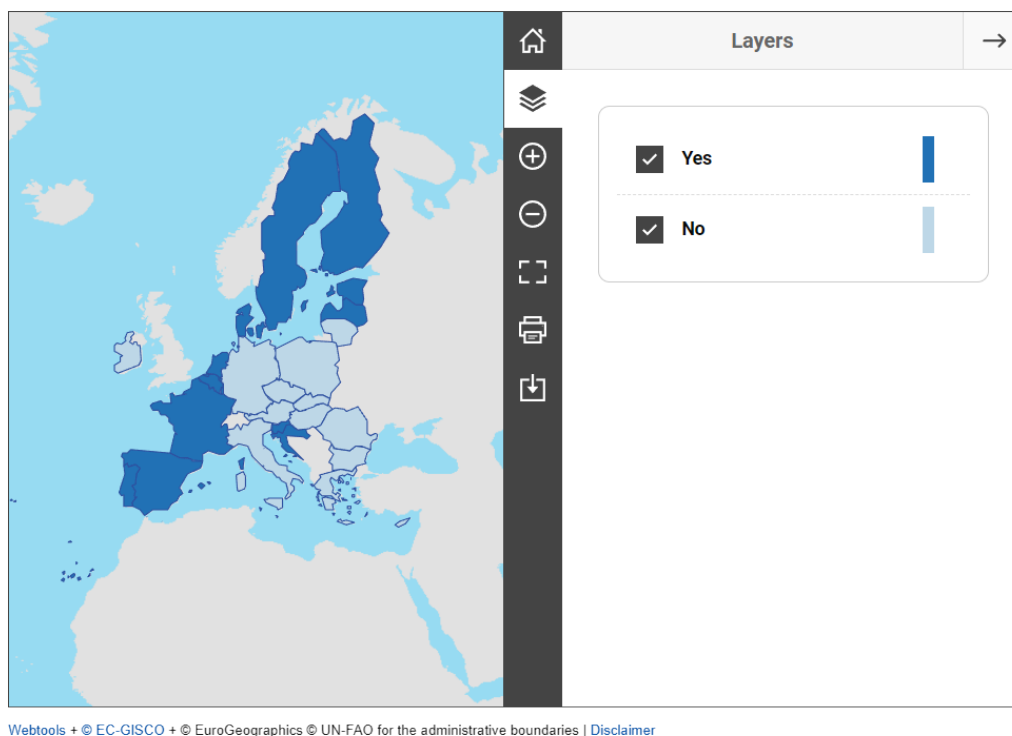 Layers
Yes
No
Webtools + © EC-GISCO + © EuroGeographics © UN-FAO for the administrative boundaries | Disclaimer